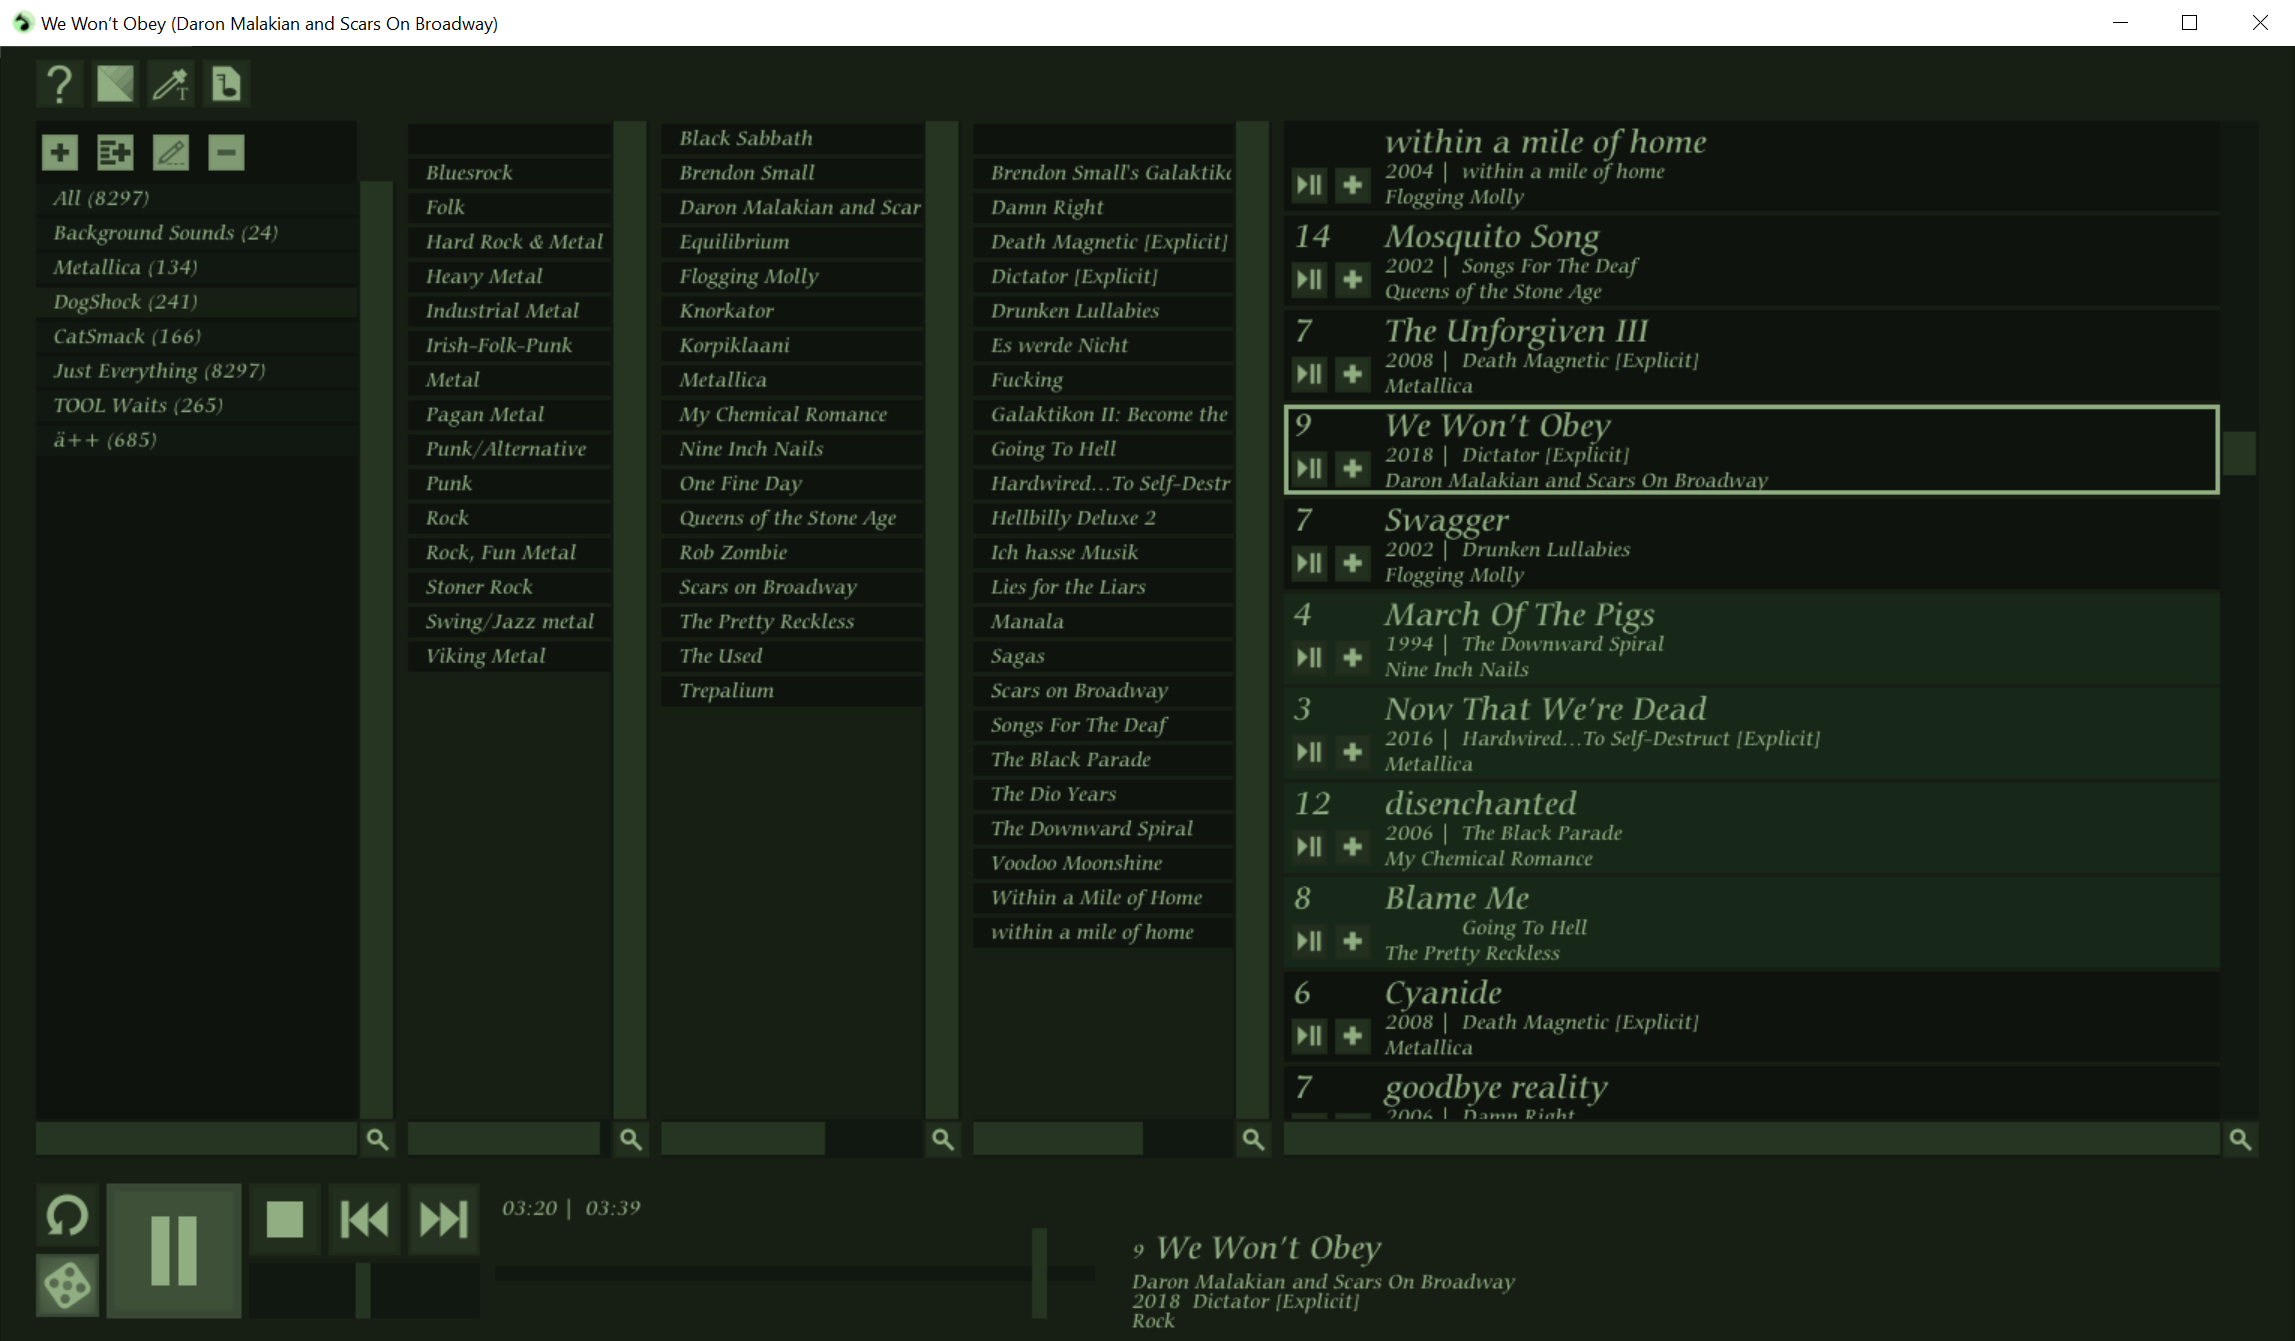 We Won't Obey (Daron Malakian and Scars On Broadway)
?
T
All (8297)
Background Sounds (24)
Metallica (134)
DogShock (241)
CatSmack (166)
Just Everything (8297)
TOOL Waits (265)
ä++ (685)
Bluesrock
Folk
Hard Rock & Metal
Heavy Metal
Industrial Metal
Irish-Folk-Punk
Metal
Pagan Metal
Punk/Alternative
Punk
Rock
Rock, Fun Metal
Stoner Rock
Swing/Jazz metal
Viking Metal
Black Sabbath
Brendon Small
Daron Malakian and Scar
Equilibrium
Flogging Molly
Knorkator
Korpiklaani
Metallica
My Chemical Romance
Nine Inch Nails
One Fine Day
Queens of the Stone Age
Rob Zombie
Scars on Broadway
The Pretty Reckless
The Used
Trepalium
Brendon Small's Galaktiko
Damn Right
Death Magnetic [Explicit]
Dictator [Explicit]
Drunken Lullabies
Es werde Nicht
Fucking
Galaktikon II: Become the
Going To Hell
Hardwired...To Self-Destr
Hellbilly Deluxe 2
Ich hasse Musik
Lies for the Liars
Manala
Sagas
Scars on Broadway
Songs For The Deaf
The Black Parade
The Dio Years
The Downward Spiral
Voodoo Moonshine
Within a Mile of Home
within a mile of home
within a mile of home
2004 | within a mile of home
Flogging Molly
14 Mosquito Song
2002 | Songs For The Deaf
Queens of the Stone Age
7 The Unforgiven III
2008 | Death Magnetic [Explicit]
Metallica
9 We Won't Obey
2018 | Dictator [Explicit]
Daron Malakian and Scars On Broadway
7 Swagger
2002 | Drunken Lullabies
Flogging Molly
4 March Of The Pigs
1994 | The Downward Spiral
Nine Inch Nails
3 Now That We're Dead
2016 | Hardwired...To Self-Destruct [Explicit]
Metallica
12 disenchanted
2006 | The Black Parade
My Chemical Romance
8 Blame Me
Going To Hell
The Pretty Reckless
6 Cyanide
2008 | Death Magnetic [Explicit]
Metallica
7 goodbye reality
2006 | Damn Right
03:20 | 03:39
9 We Won't Obey
Daron Malakian and Scars On Broadway
2018 Dictator [Explicit]
Rock